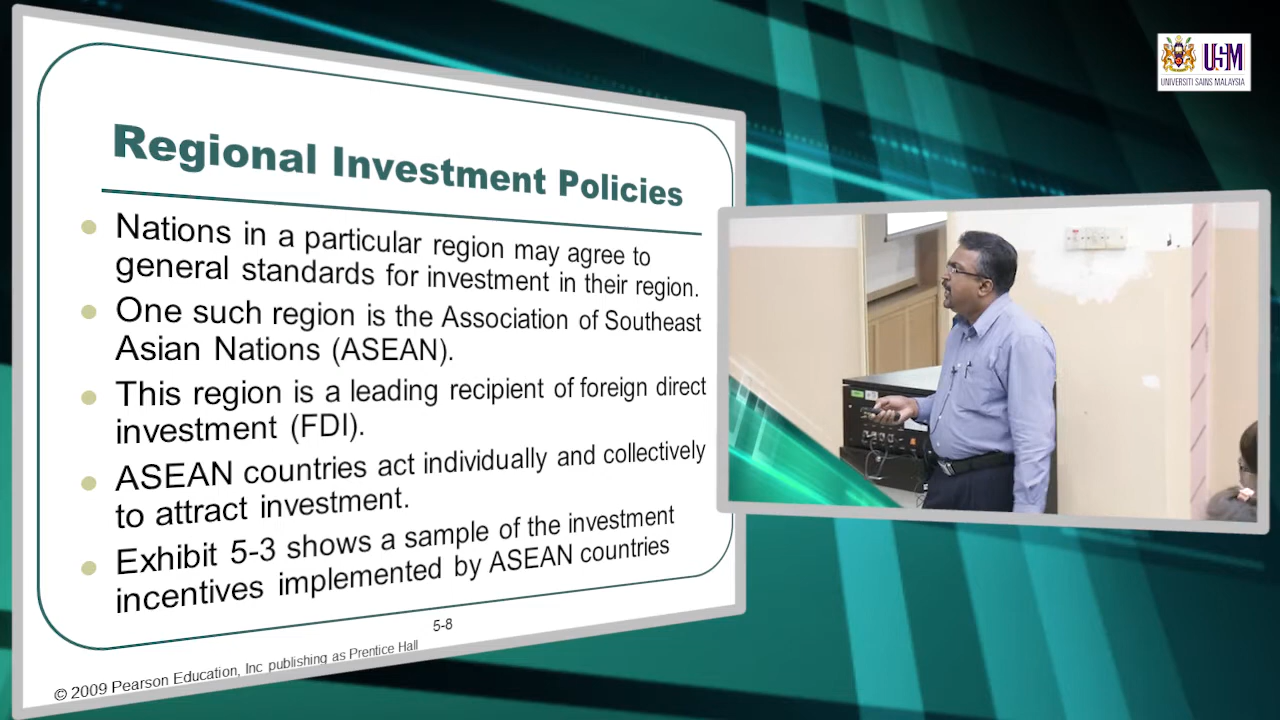 USM
UNIVERSITI SAINS MALAYSIA
Regional Investment Policies
Nations in a particular region may agree to
general standards for investment in their region.
One such region is the Association of Southeast
Asian Nations (ASEAN).
This region is a leading recipient of foreign direct
investment (FDI).
ASEAN countries act individually and collectively
to attract investment.
Exhibit 5-3 shows a sample of the investment
incentives implemented by ASEAN countries
5-8
© 2009 Pearson Education, Inc publishing as Prentice Hall